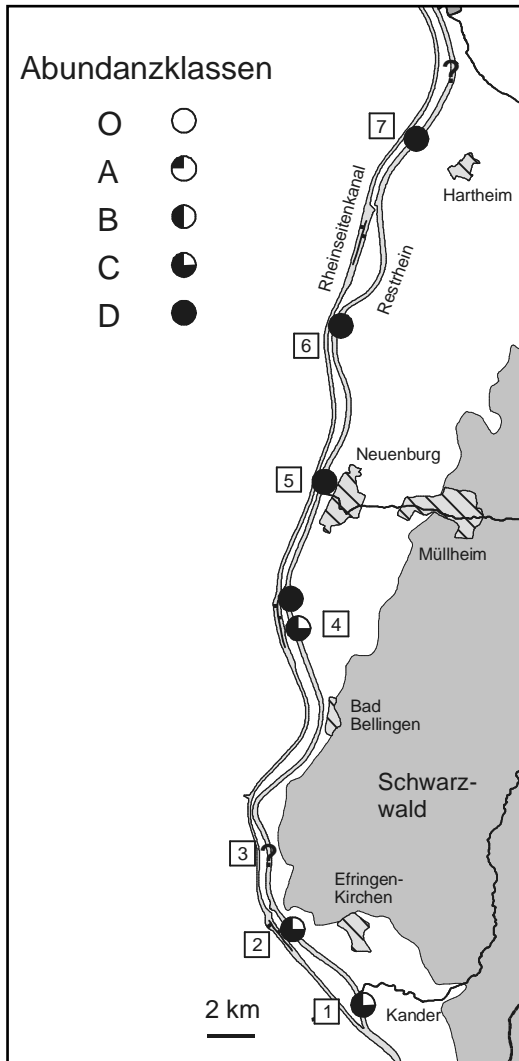 Abundanzklassen
O
A
B
C
D
?
7
Hartheim
Rheinseitenkanal
Restrhein
6
Neuenburg
5
Müllheim
4
Bad
Bellingen
Schwarz-
wald
3
?
Efringen-
Kirchen
2
2 km
1
Kander